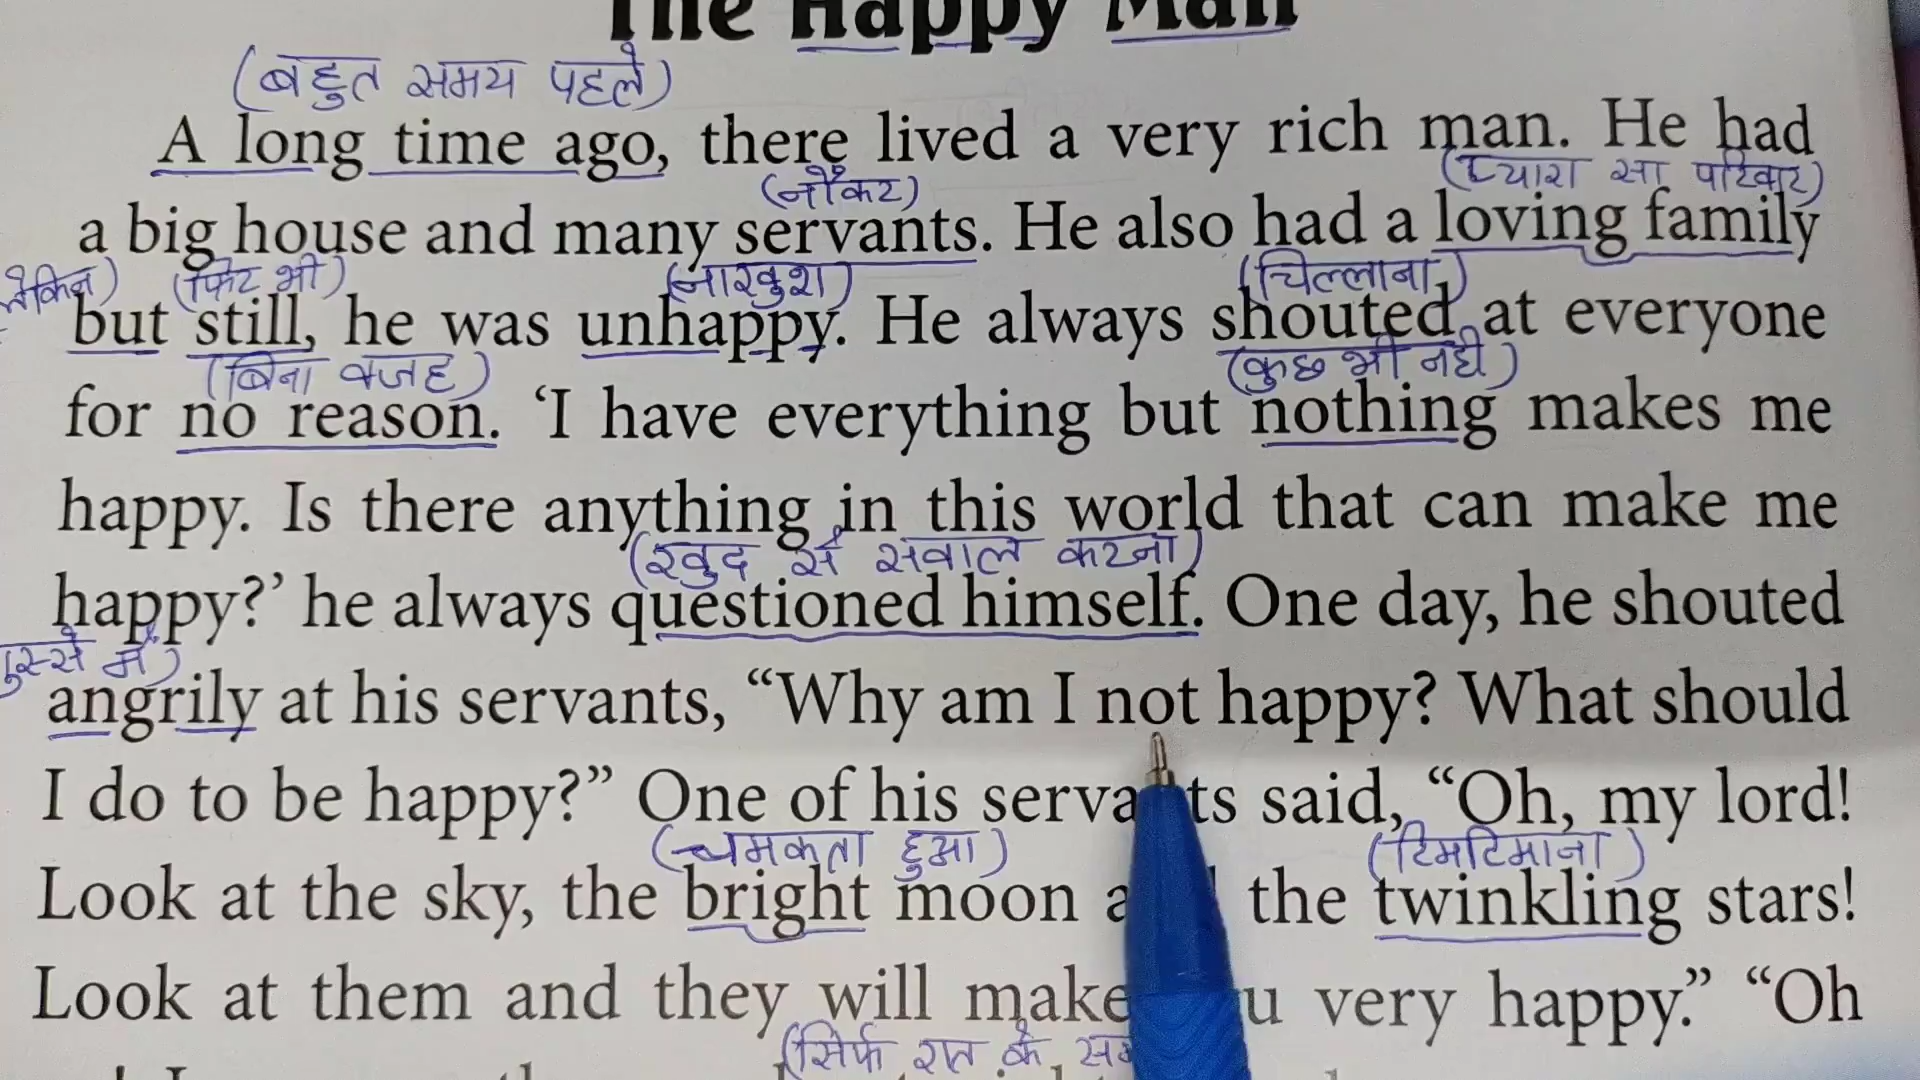 The Happy Man
(बहुत समय पहले)
A long time ago, there lived a very rich man. He had
(प्यारा सा परिवार)
(नौकर)
a big house and many servants. He also had a loving family
लेकिन) (फिर भी) (नाखुश) (चिल्लाना)
but still, he was unhappy. He always shouted at everyone
(बिना वजह) (कुछ भी नही)
for no reason. ‘I have everything but nothing makes me
happy. Is there anything in this world that can make me
(खुद से सवाल करना)
happy?’ he always questioned himself. One day, he shouted
गुस्से में)
angrily at his servants, “Why am I not happy? What should
I do to be happy?” One of his servants said, “Oh, my lord!
(चमकता हुआ) (टिमटिमाना)
Look at the sky, the bright moon and the twinkling stars!
Look at them and they will make you very happy.” “Oh
(सिर्फ रात के